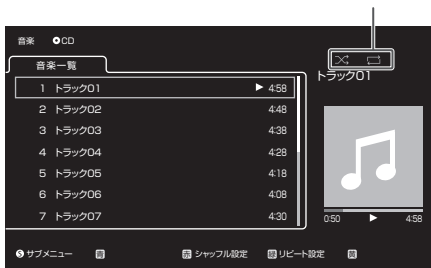 音楽 CD
音楽一覧
トラック01
1 トラック01 4:58
2 トラック02 4:48
3 トラック03 4:38
4 トラック04 4:28
5 トラック05 4:18
6 トラック06 4:08
7 トラック07 4:30
0:50 4:58
S サブメニュー 青 赤 シャッフル設定 緑 リピート設定 黄